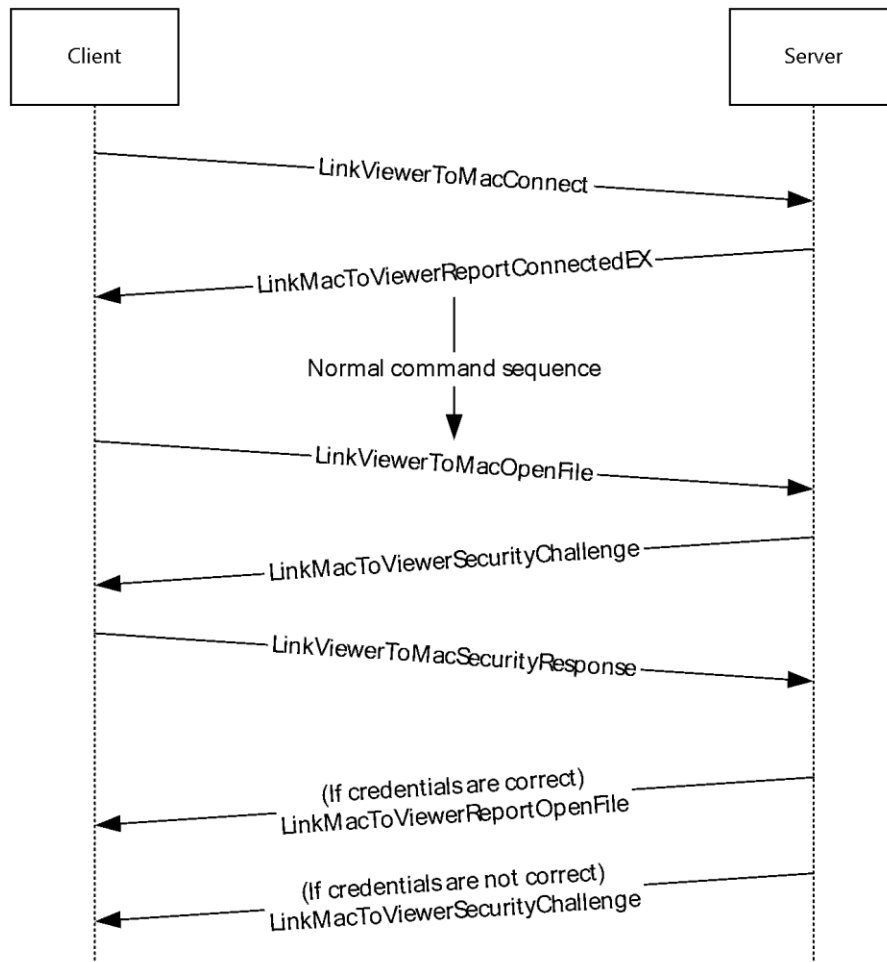 Client
Server
LinkViewerToMacConnect
LinkMacToViewerReportConnectedEX
Normal command sequence
LinkViewerToMacOpenFile
LinkMacToViewerSecurityChallenge
LinkViewerToMacSecurityResponse
(If credentials are correct)
LinkMacToViewerReportOpenFile
(If credentials are not correct)
LinkMacToViewerSecurityChallenge